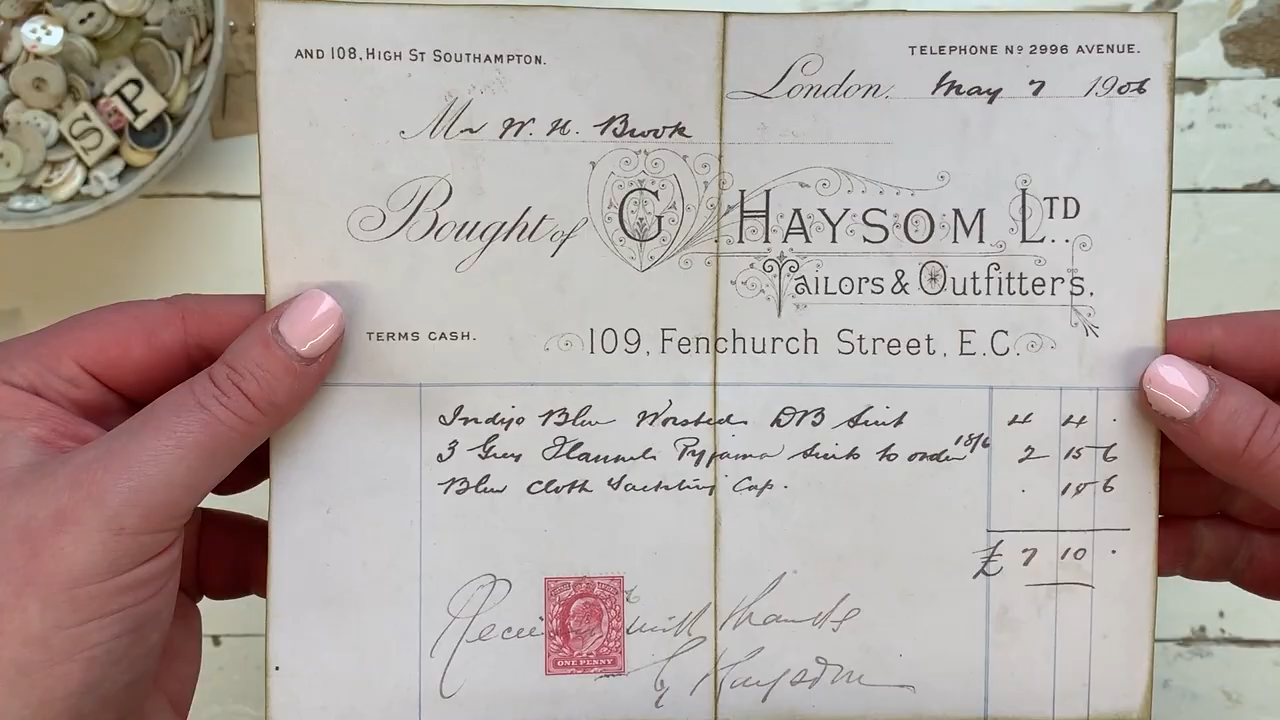 AND 108, HIGH ST SOUTHAMPTON.
TELEPHONE No 2996 AVENUE.
London. May 7 1906
Mr W. H. Brook
Bought of G. HAYSOM LTD.
TAILORS & OUTFITTERS.
TERMS CASH.
109, Fenchurch Street, E.C.
Indigo Blue Worsted DB Suit 4 4 .
3 Grey Flannel Pyjama Suits to order 18/6 2 15 6
Blue Cloth Yachting Cap. . 10 6
£ 7 10 .
with thanks
G Haysom
ONE PENNY
S P